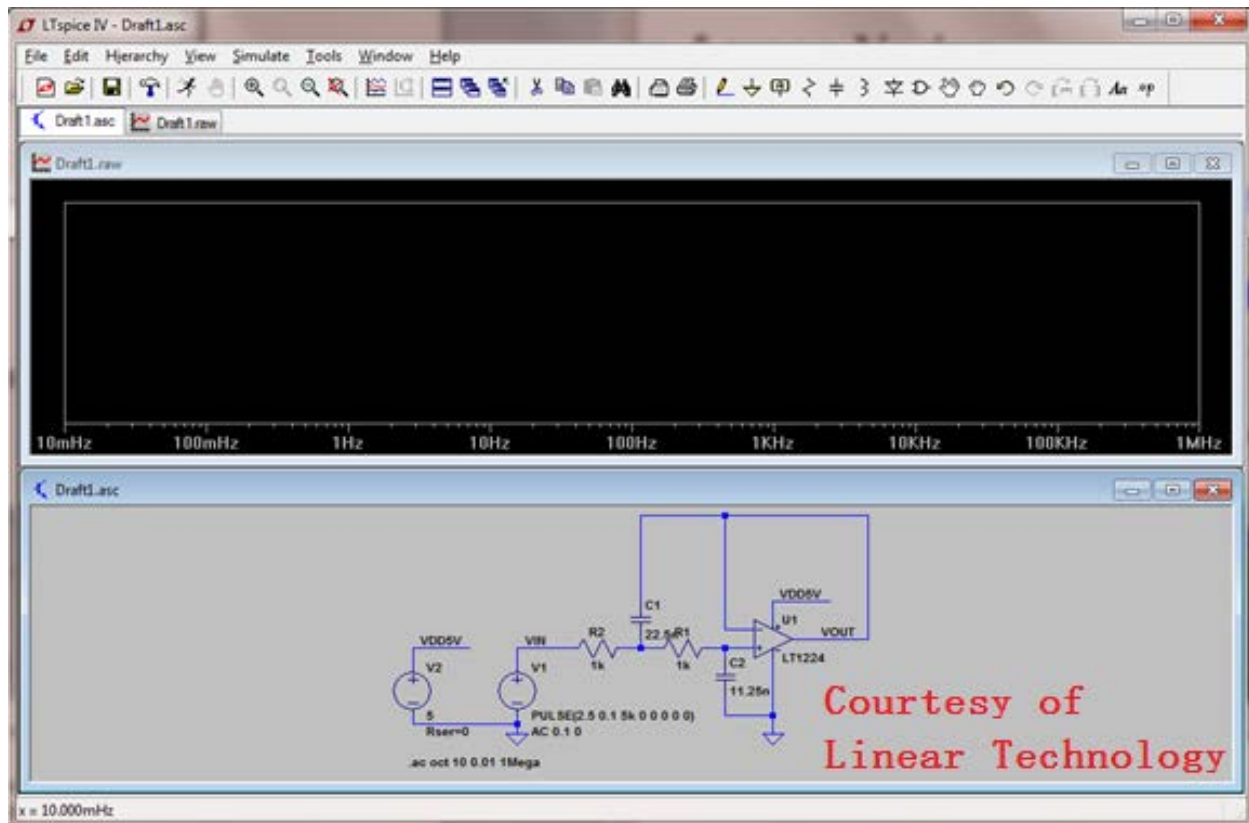 LTspice IV - Draft1.asc
File Edit Hierarchy View Simulate Tools Window Help
Draft1.asc Draft1.raw
Draft1.raw
10mHz 100mHz 1Hz 10Hz 100Hz 1KHz 10KHz 100KHz 1MHz
Draft1.asc
VDD5V
V2
5
Rser=0
VIN
V1
PULSE(2.5 0.1 5k 0 0 0 0 0)
AC 0.1 0
R2
1k
C1
R1
1k
C2
11.25n
VDD5V
U1
VOUT
LT1224
.ac oct 10 0.01 1Mega
Courtesy of
Linear Technology
x = 10.000mHz